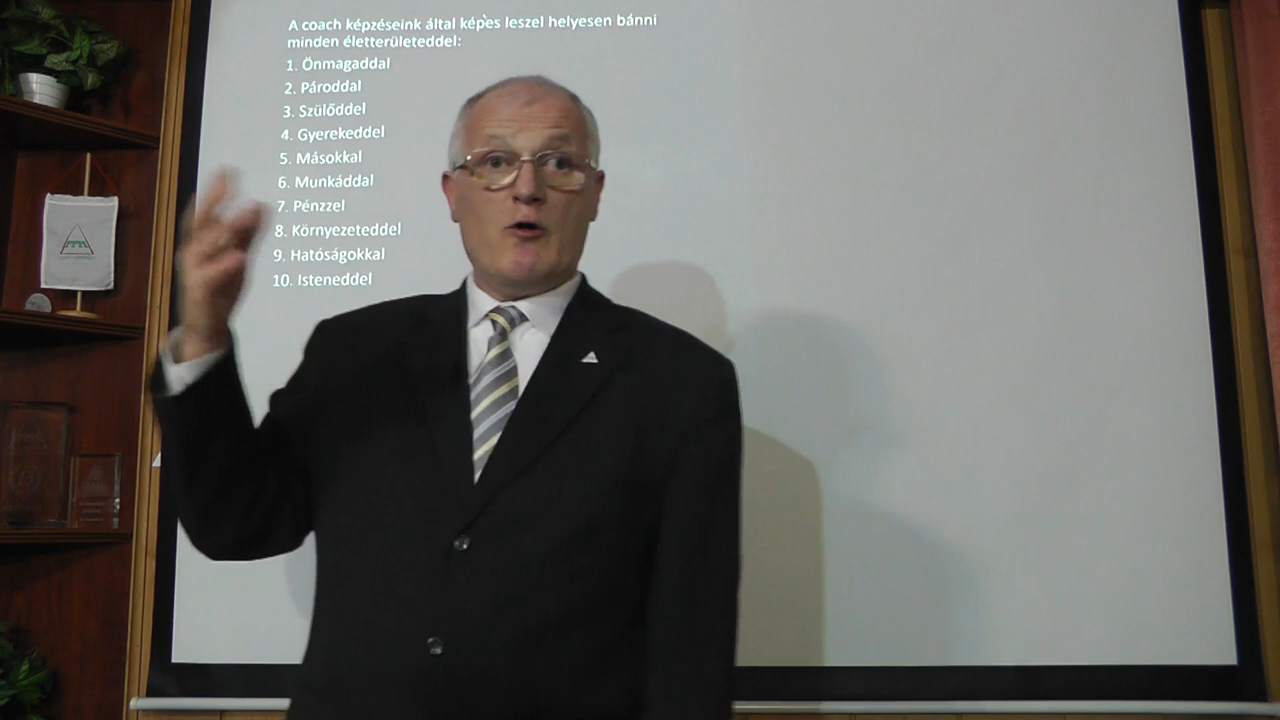 A coach képzéseink által képes leszel helyesen bánni
minden életterületeddel:
1. Önmagaddal
2. Pároddal
3. Szülőddel
4. Gyerekeddel
5. Másokkal
6. Munkáddal
7. Pénzzel
8. Környezeteddel
9. Hatóságokkal
10. Isteneddel